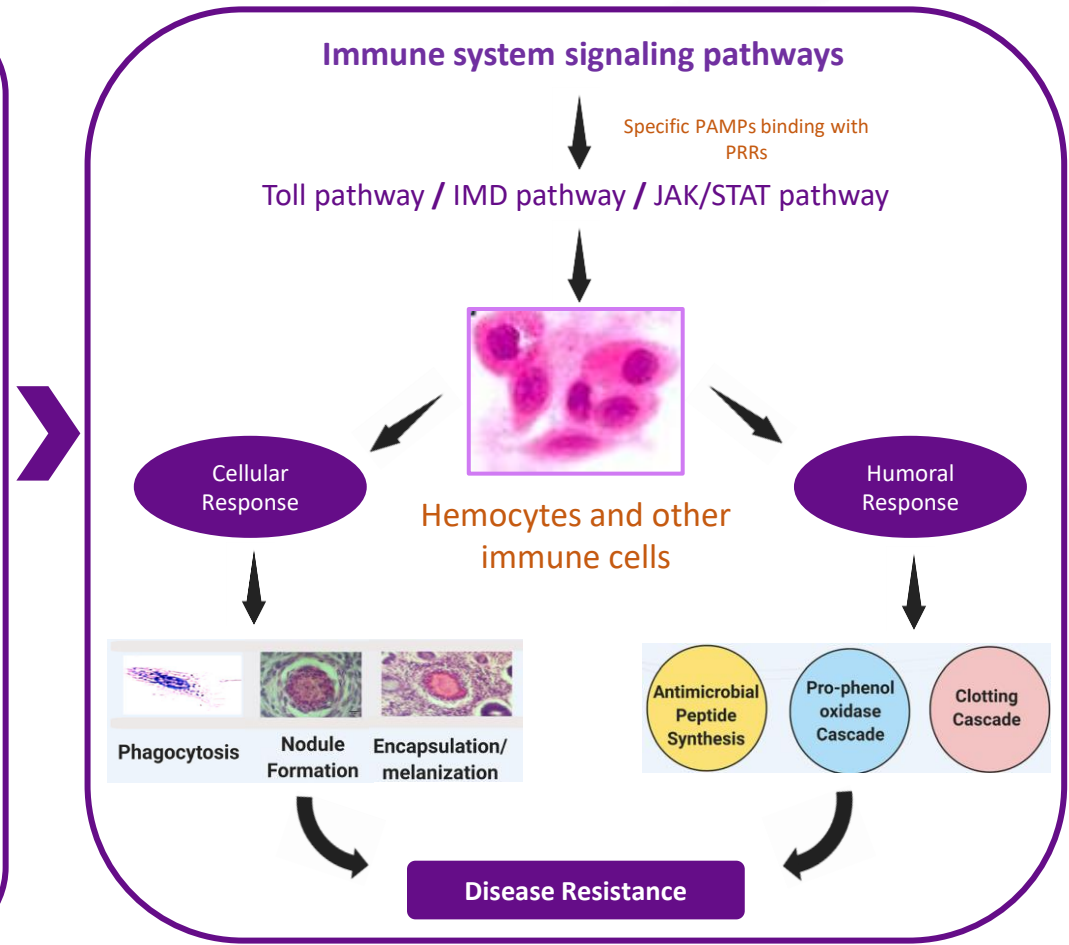 Immune system signaling pathways
Specific PAMPs binding with
PRRs
Toll pathway / IMD pathway / JAK/STAT pathway
Cellular
Response
Humoral
Response
Hemocytes and other
immune cells
Phagocytosis
Nodule
Formation
Encapsulation/
melanization
Antimicrobial
Peptide
Synthesis
Pro-phenol
oxidase
Cascade
Clotting
Cascade
Disease Resistance